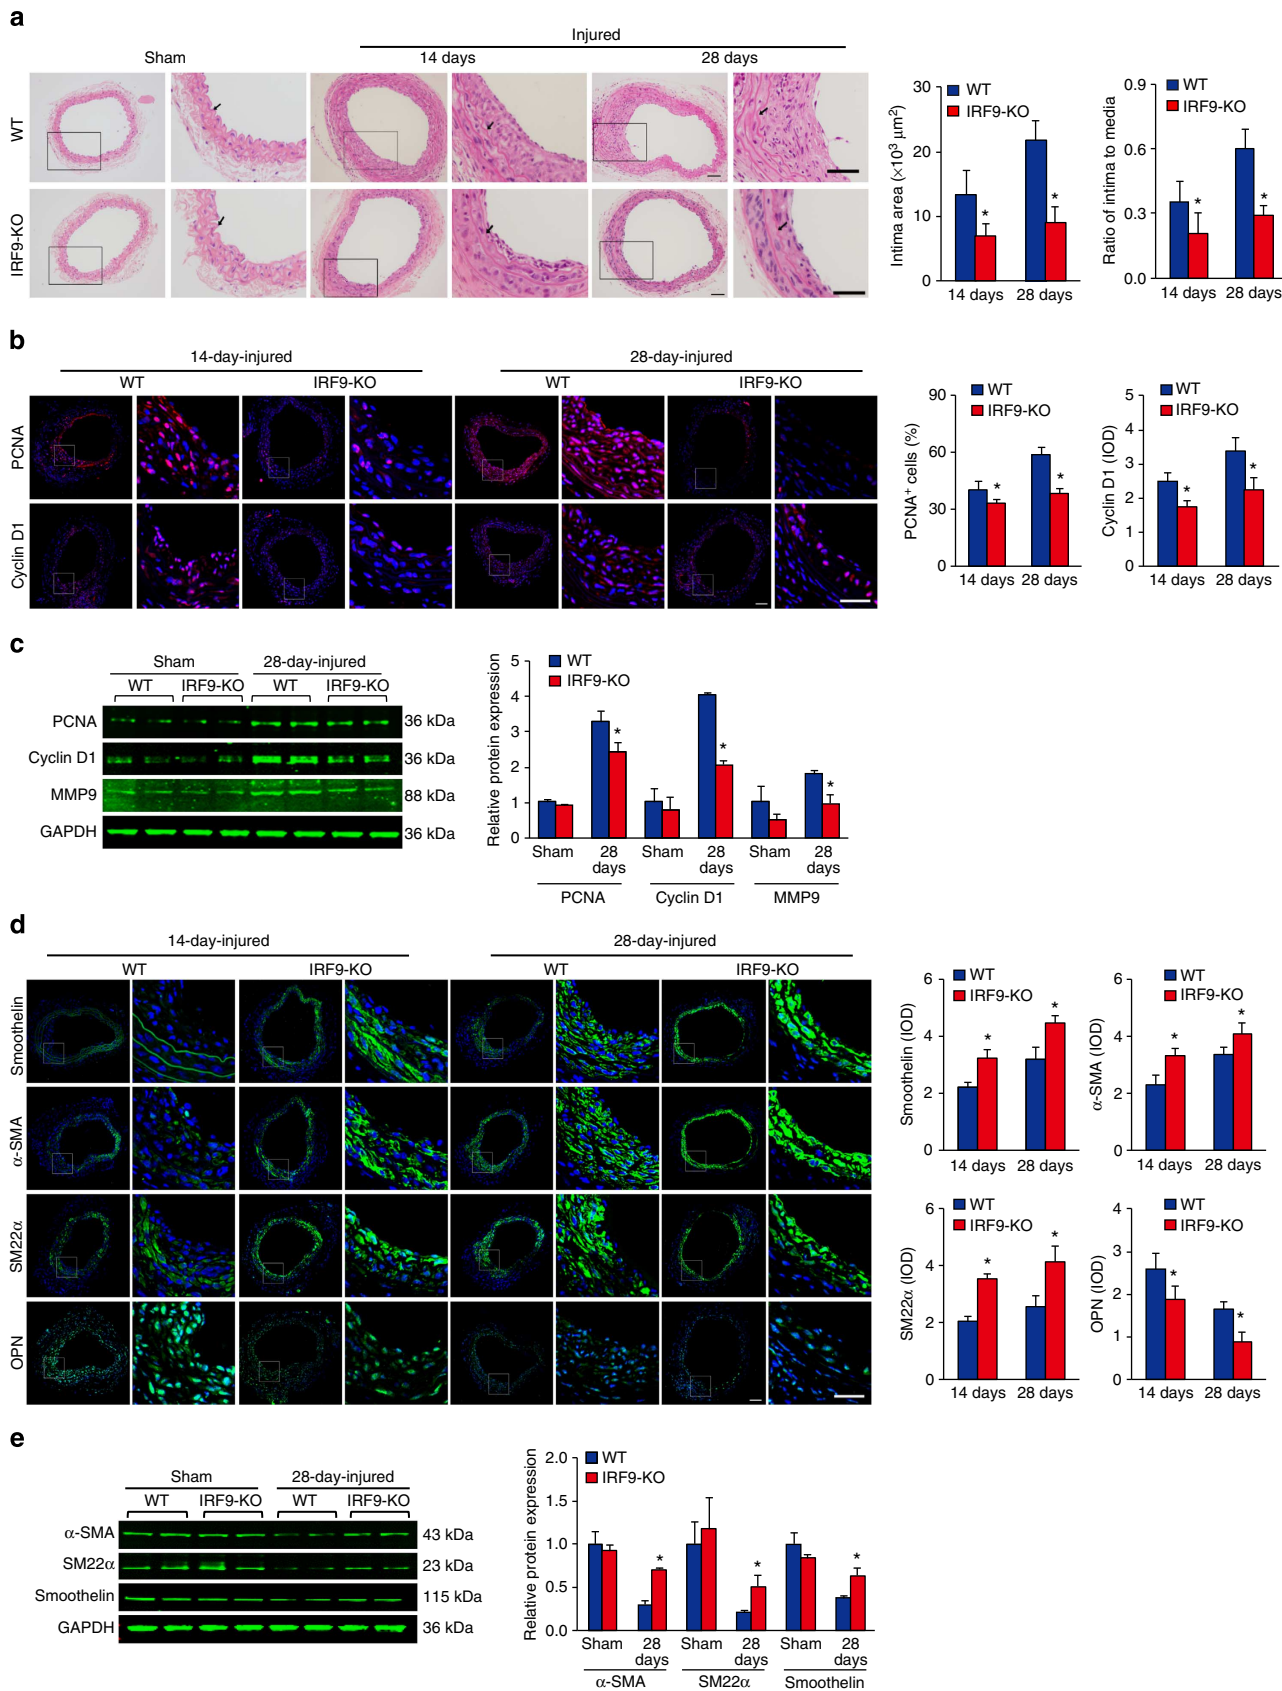 a
Injured
Sham
14 days
28 days
WT
IRF9-KO
Intima area (×10³ μm²)
30
20
10
0
WT
IRF9-KO
*
*
14 days
28 days
Ratio of intima to media
0.9
0.6
0.3
0.0
WT
IRF9-KO
*
*
14 days
28 days
b
14-day-injured
28-day-injured
WT
IRF9-KO
WT
IRF9-KO
PCNA
Cyclin D1
PCNA⁺ cells (%)
90
60
30
0
WT
IRF9-KO
*
*
14 days
28 days
Cyclin D1 (IOD)
5
4
3
2
1
0
WT
IRF9-KO
*
*
14 days
28 days
c
Sham
28-day-injured
WT
IRF9-KO
WT
IRF9-KO
PCNA
36 kDa
Cyclin D1
36 kDa
MMP9
88 kDa
GAPDH
36 kDa
Relative protein expression
5
4
3
2
1
0
WT
IRF9-KO
*
*
*
Sham
28 days
Sham
28 days
Sham
28 days
PCNA
Cyclin D1
MMP9
d
14-day-injured
28-day-injured
WT
IRF9-KO
WT
IRF9-KO
Smoothelin
α-SMA
SM22α
OPN
Smoothelin (IOD)
6
4
2
0
WT
IRF9-KO
*
*
14 days
28 days
α-SMA (IOD)
6
4
2
0
WT
IRF9-KO
*
*
14 days
28 days
SM22α (IOD)
6
4
2
0
WT
IRF9-KO
*
*
14 days
28 days
OPN (IOD)
4
3
2
1
0
WT
IRF9-KO
*
*
14 days
28 days
e
Sham
28-day-injured
WT
IRF9-KO
WT
IRF9-KO
α-SMA
43 kDa
SM22α
23 kDa
Smoothelin
115 kDa
GAPDH
36 kDa
Relative protein expression
2.0
1.5
1.0
0.5
0.0
WT
IRF9-KO
*
*
*
Sham
28 days
Sham
28 days
Sham
28 days
α-SMA
SM22α
Smoothelin